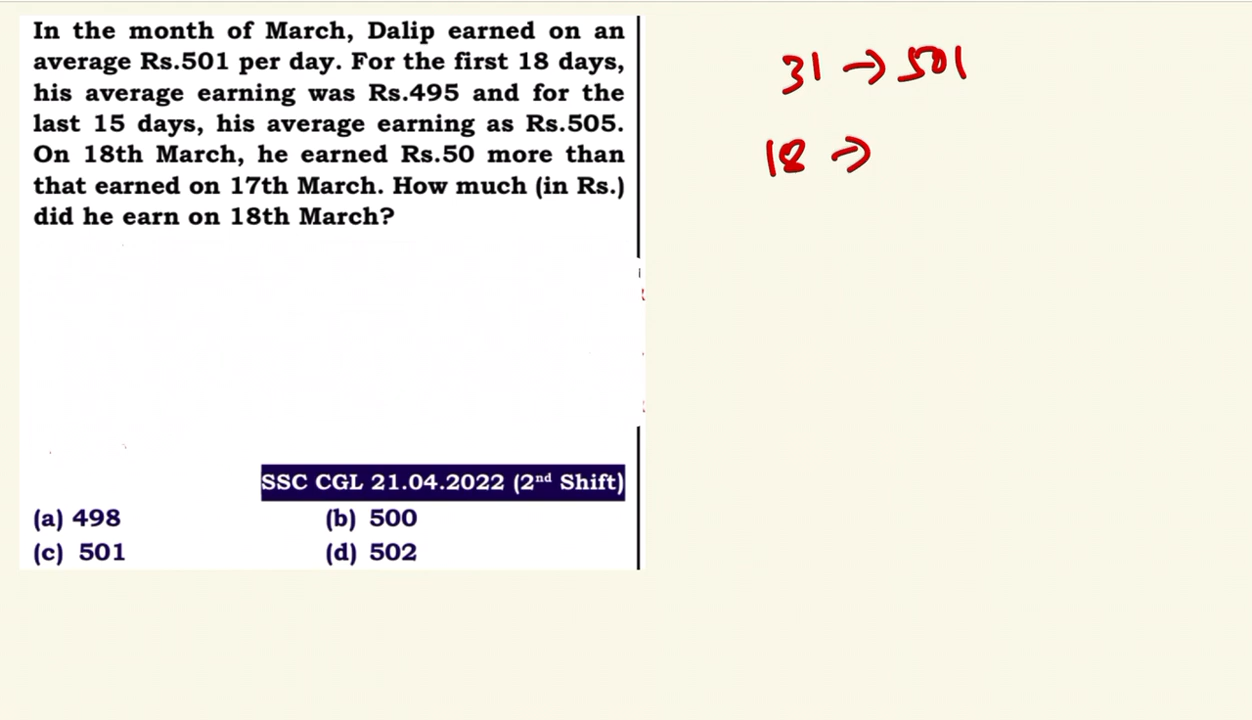 In the month of March, Dalip earned on an
average Rs.501 per day. For the first 18 days,
his average earning was Rs.495 and for the
last 15 days, his average earning as Rs.505.
On 18th March, he earned Rs.50 more than
that earned on 17th March. How much (in Rs.)
did he earn on 18th March?
SSC CGL 21.04.2022 (2nd Shift)
(a) 498 (b) 500
(c) 501 (d) 502
31 → 501
18 →